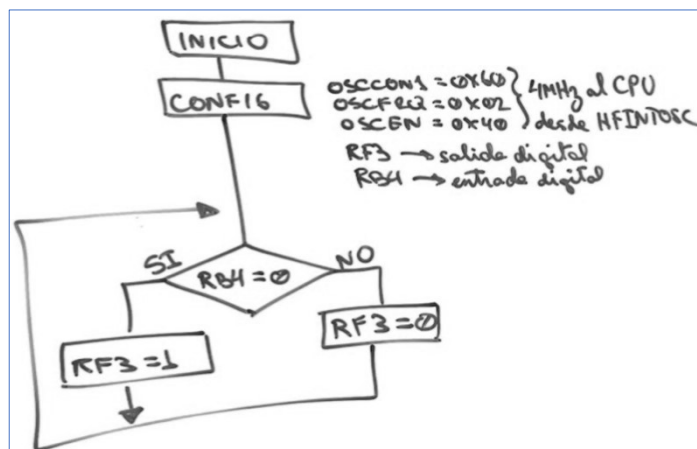 INICIO
CONFIG
OSCCON1 = 0X60
OSCFRQ = 0X02
OSCEN = 0X40
4MHz al CPU
desde HFINTOSC
RF3 → salida digital
RB4 → entrada digital
SI
RB4 = 0
NO
RF3 = 1
RF3 = 0